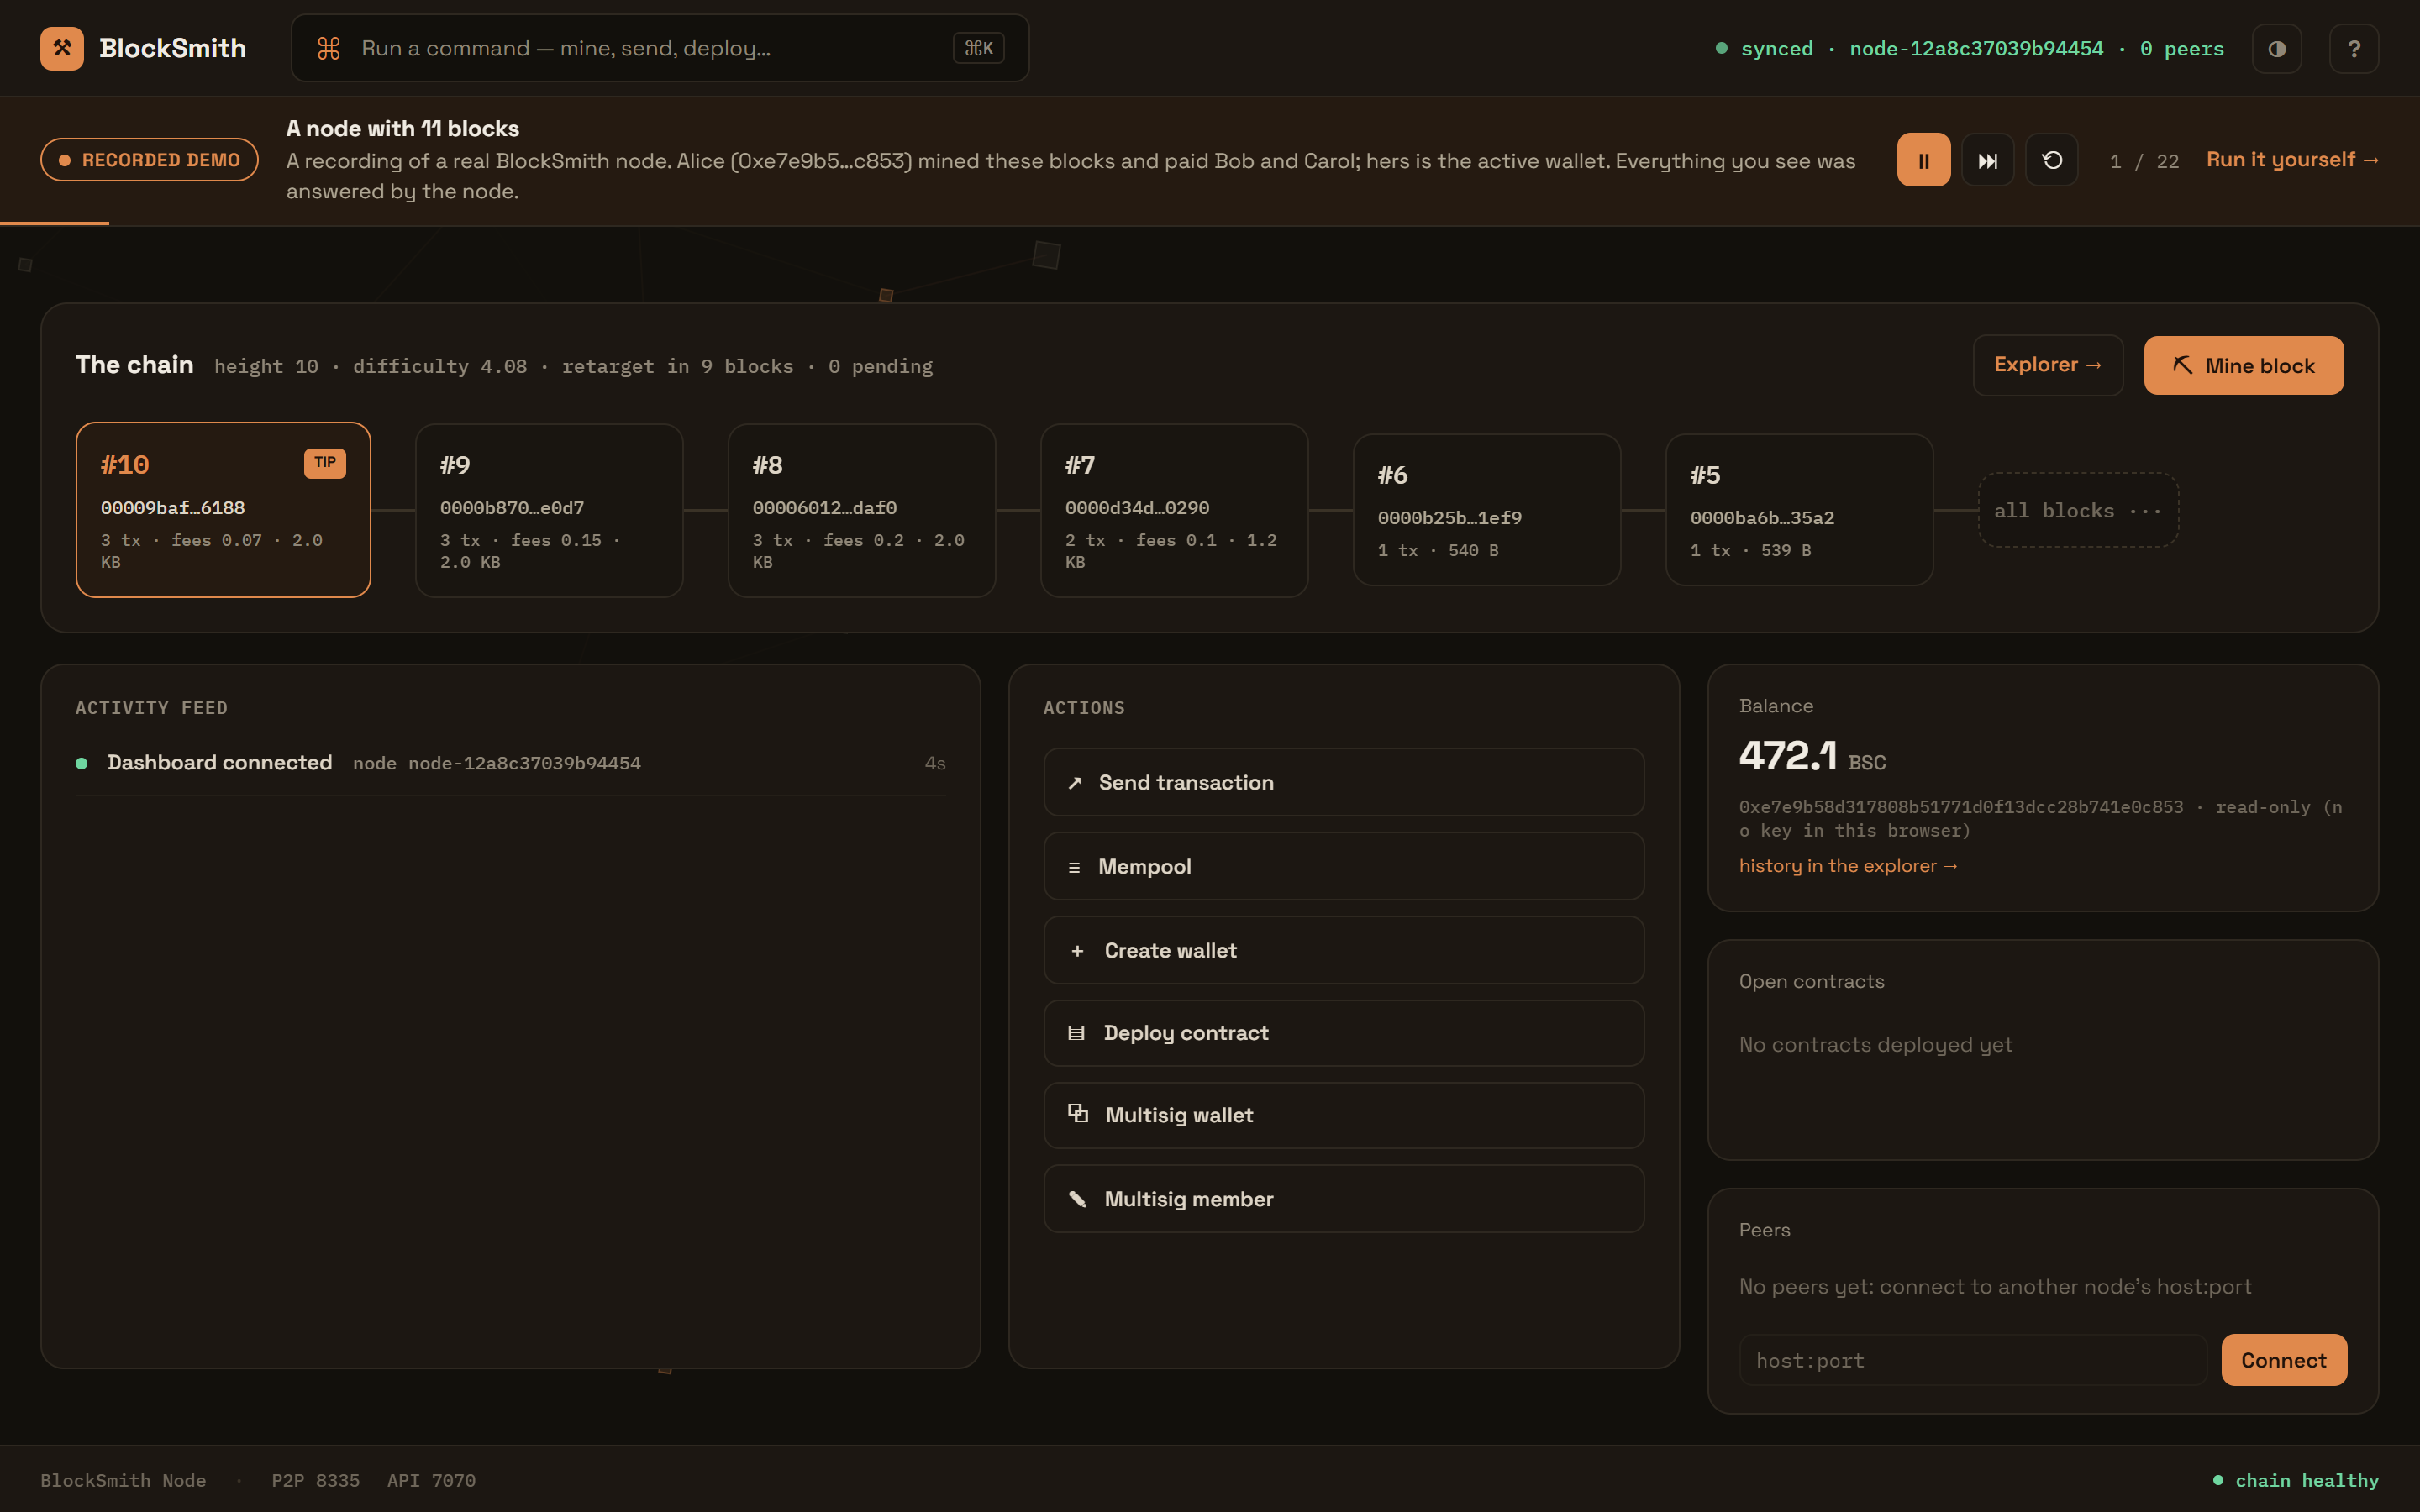 BlockSmith
Run a command — mine, send, deploy…
⌘K
synced · node-12a8c37039b94454 · 0 peers
?
RECORDED DEMO
A node with 11 blocks
A recording of a real BlockSmith node. Alice (0xe7e9b5…c853) mined these blocks and paid Bob and Carol; hers is the active wallet. Everything you see was
answered by the node.
1 / 22
Run it yourself →
The chain
height 10 · difficulty 4.08 · retarget in 9 blocks · 0 pending
Explorer →
Mine block
#10
TIP
00009baf…6188
3 tx · fees 0.07 · 2.0
KB
#9
0000b870…e0d7
3 tx · fees 0.15 ·
2.0 KB
#8
00006012…daf0
3 tx · fees 0.2 · 2.0
KB
#7
0000d34d…0290
2 tx · fees 0.1 · 1.2
KB
#6
0000b25b…1ef9
1 tx · 540 B
#5
0000ba6b…35a2
1 tx · 539 B
all blocks ···
ACTIVITY FEED
Dashboard connected
node node-12a8c37039b94454
4s
ACTIONS
↗ Send transaction
≡ Mempool
+ Create wallet
Deploy contract
Multisig wallet
Multisig member
Balance
472.1 BSC
0xe7e9b58d317808b51771d0f13dcc28b741e0c853 · read-only (n
o key in this browser)
history in the explorer →
Open contracts
No contracts deployed yet
Peers
No peers yet: connect to another node's host:port
host:port
Connect
BlockSmith Node · P2P 8335 API 7070
chain healthy